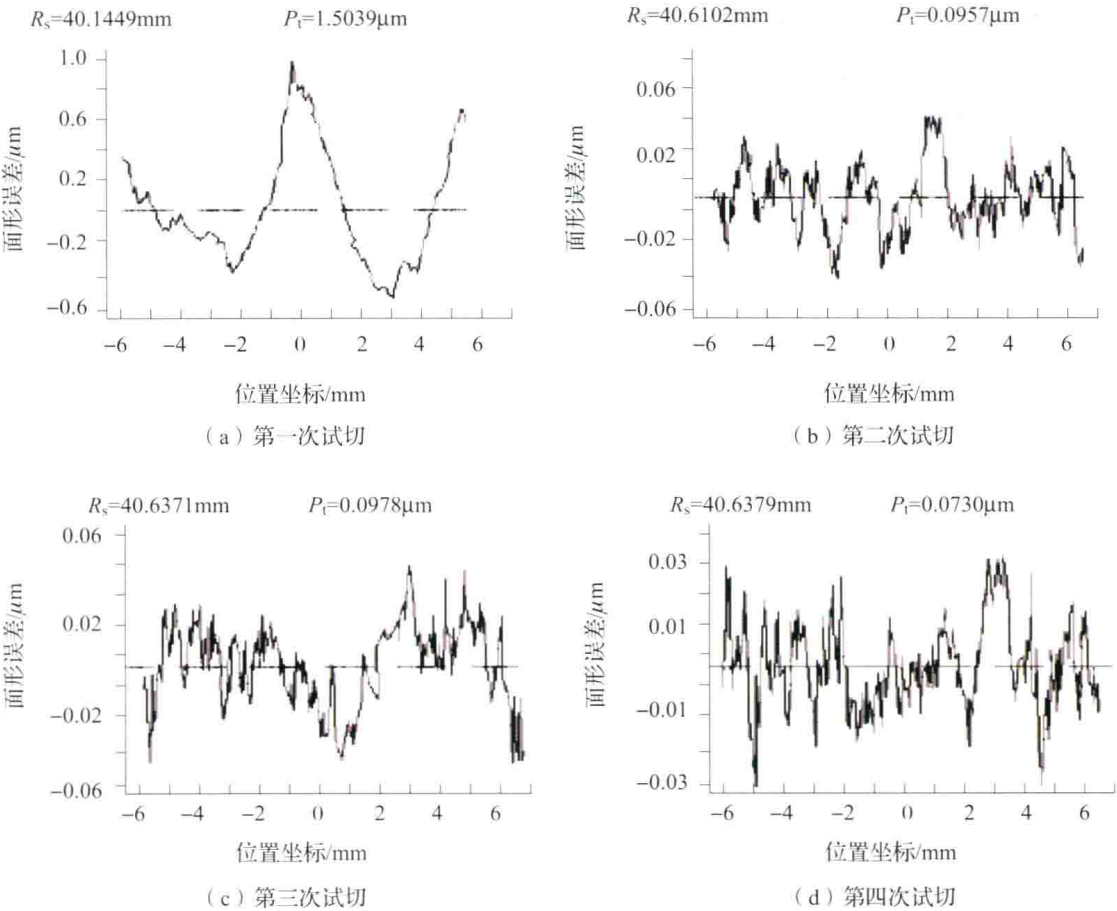 Rs=40.1449mm Pt=1.5039μm
面形误差/μm
1.0
0.6
0.2
−0.2
−0.6
−6 −4 −2 0 2 4 6
位置坐标/mm
（a）第一次试切
Rs=40.6102mm Pt=0.0957μm
面形误差/μm
0.06
0.02
−0.02
−0.06
−6 −4 −2 0 2 4 6
位置坐标/mm
（b）第二次试切
Rs=40.6371mm Pt=0.0978μm
面形误差/μm
0.06
0.02
−0.02
−0.06
−6 −4 −2 0 2 4 6
位置坐标/mm
（c）第三次试切
Rs=40.6379mm Pt=0.0730μm
面形误差/μm
0.03
0.01
−0.01
−0.03
−6 −4 −2 0 2 4 6
位置坐标/mm
（d）第四次试切